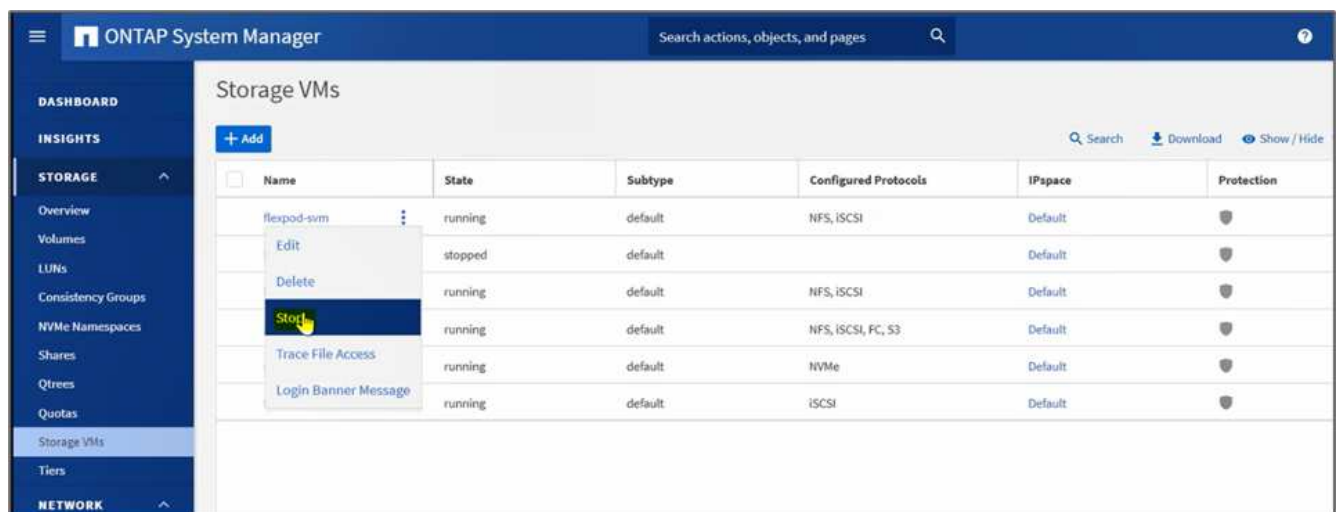 ONTAP System Manager
Search actions, objects, and pages
DASHBOARD
INSIGHTS
STORAGE
Overview
Volumes
LUNs
Consistency Groups
NVMe Namespaces
Shares
Qtrees
Quotas
Storage VMs
Tiers
NETWORK
Storage VMs
+ Add
Search Download Show / Hide
Name State Subtype Configured Protocols IPspace Protection
flexpod-svm running default NFS, iSCSI Default
stopped default Default
running default NFS, iSCSI Default
running default NFS, iSCSI, FC, S3 Default
running default NVMe Default
running default iSCSI Default
Edit
Delete
Stop
Trace File Access
Login Banner Message